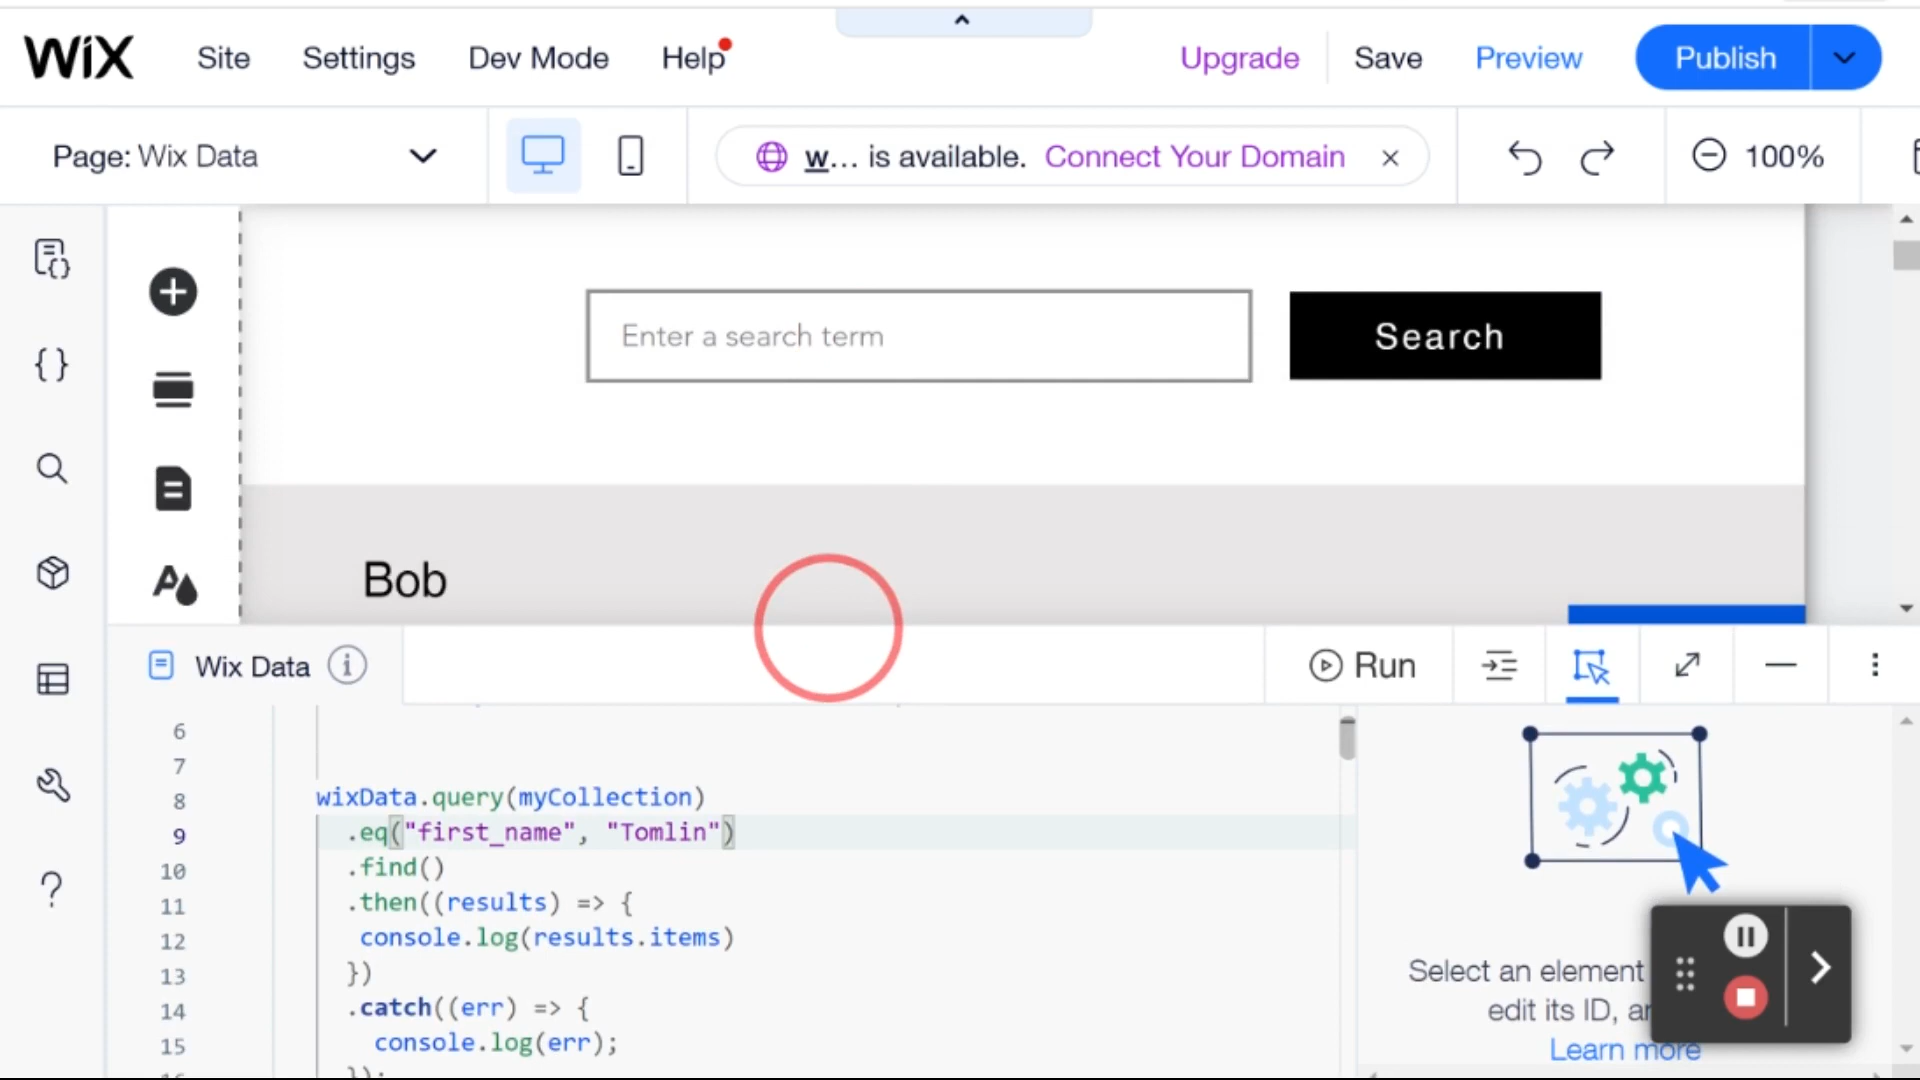 WiX Site Settings Dev Mode Help Upgrade Save Preview Publish
Page: Wix Data w... is available. Connect Your Domain 100%
Enter a search term Search
Bob
Wix Data Run
6
7
8 wixData.query(myCollection)
9 .eq("first_name", "Tomlin")
10 .find()
11 .then((results) => {
12 console.log(results.items)
13 })
14 .catch((err) => {
15 console.log(err);
Select an element
edit its ID,
Learn more